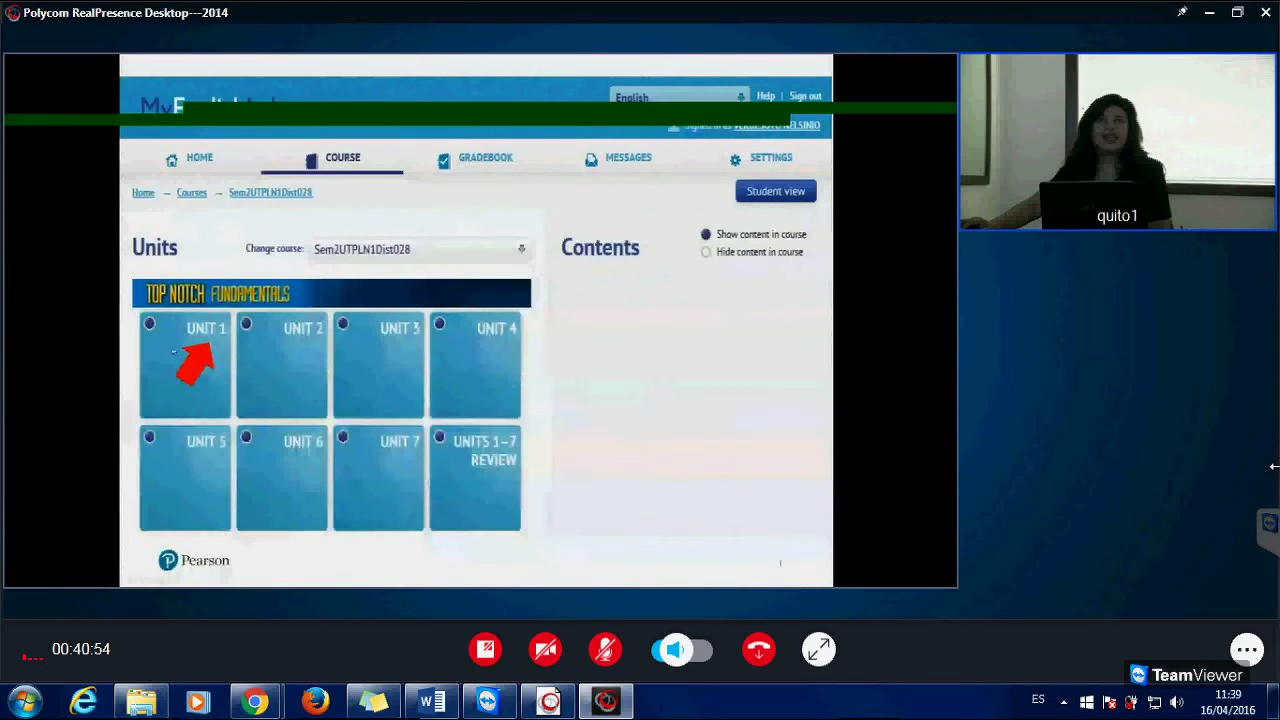 Polycom RealPresence Desktop---2014
English
Help | Sign out
VERDESOTO NELSINIO
HOME COURSE GRADEBOOK MESSAGES SETTINGS
Home → Courses → Sem2UTPLN1Dist028
Student view
Units Change course: Sem2UTPLN1Dist028
Contents
Show content in course
Hide content in course
TOP NOTCH FUNDAMENTALS
UNIT 1 UNIT 2 UNIT 3 UNIT 4
UNIT 5 UNIT 6 UNIT 7 UNITS 1–7
REVIEW
Pearson
quito1
00:40:54
TeamViewer
ES
11:39
16/04/2016